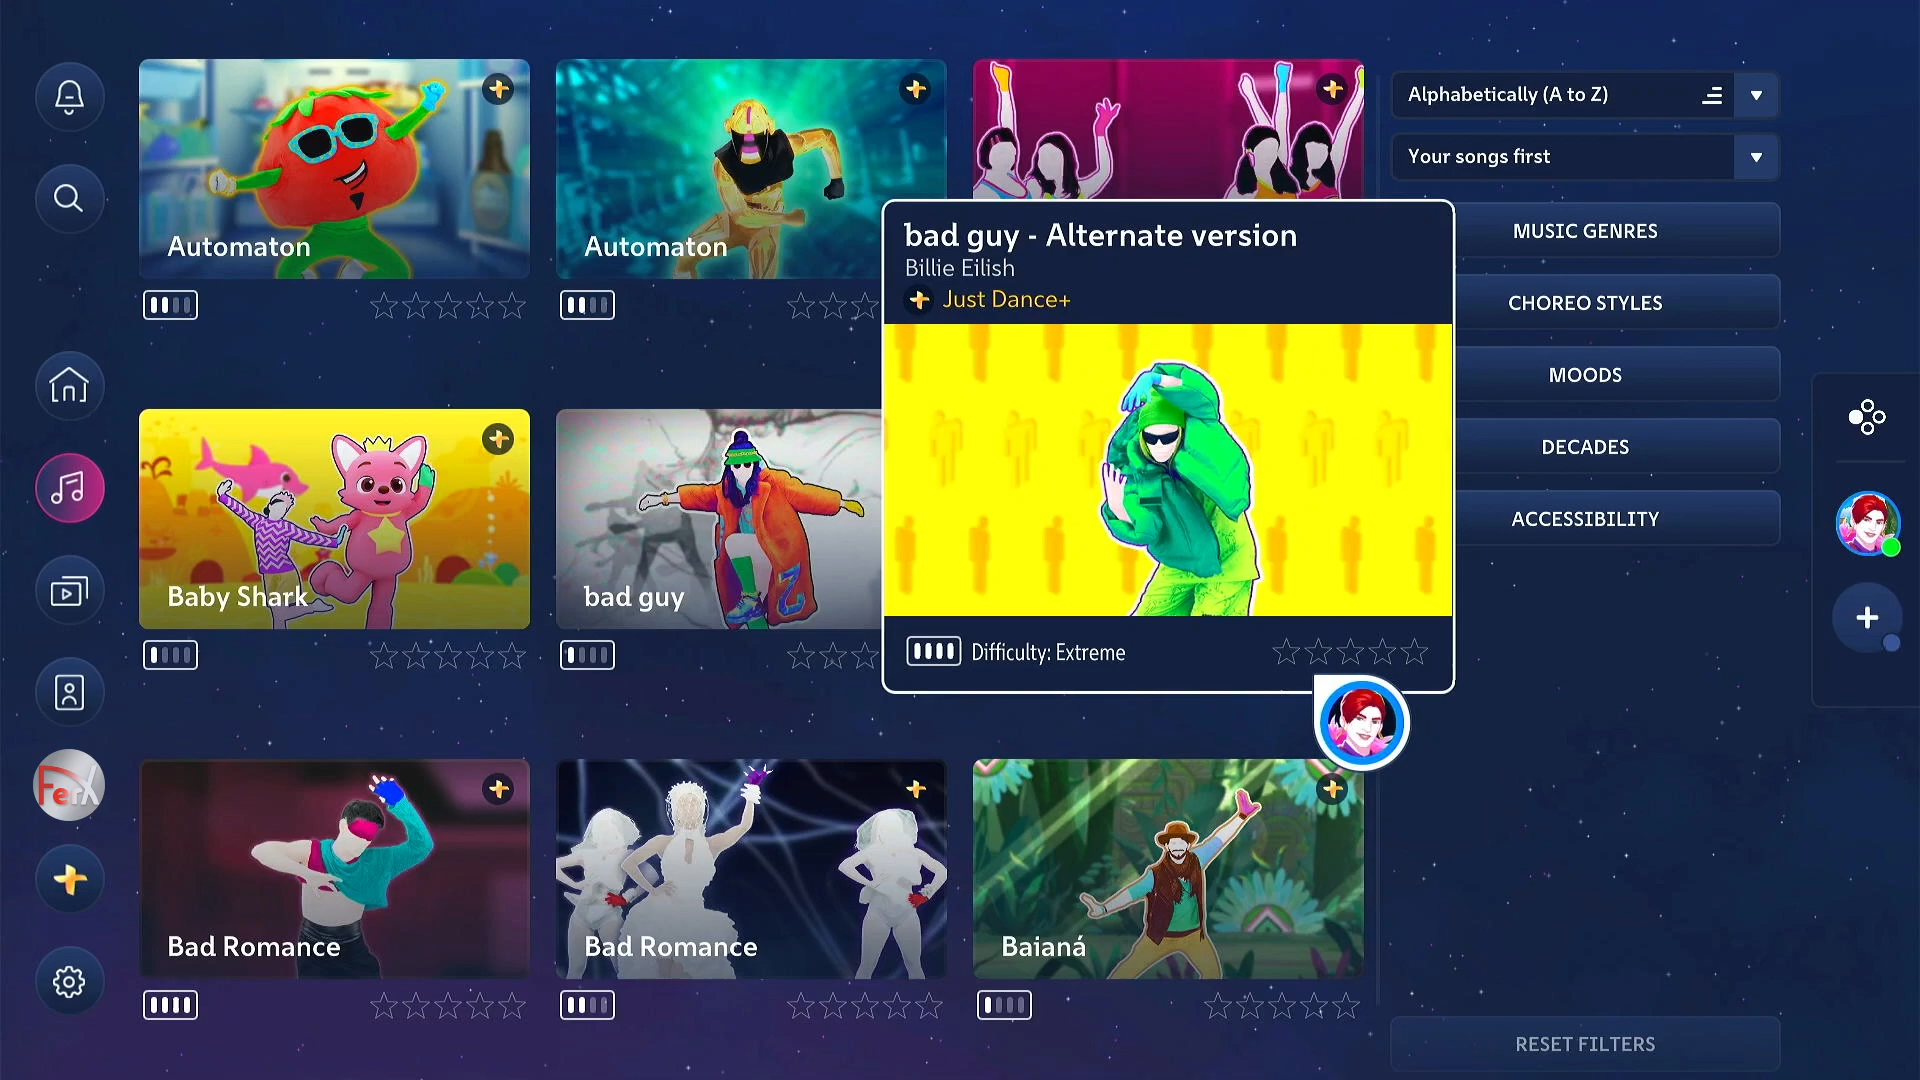 Automaton
Automaton
Alphabetically (A to Z)
Your songs first
bad guy - Alternate version
Billie Eilish
Just Dance+
Difficulty: Extreme
MUSIC GENRES
CHOREO STYLES
MOODS
DECADES
ACCESSIBILITY
Baby Shark
bad guy
FerX
Bad Romance
Bad Romance
Baianá
RESET FILTERS